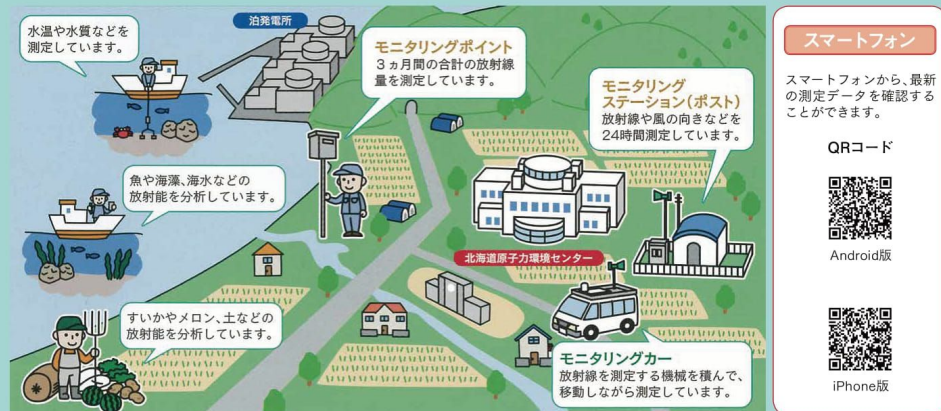 水温や水質などを
測定しています。
泊発電所
モニタリングポイント
3ヵ月間の合計の放射線
量を測定しています。
モニタリング
ステーション(ポスト)
放射線や風の向きなどを
24時間測定しています。
魚や海藻、海水などの
放射能を分析しています。
北海道原子力環境センター
すいかやメロン、土などの
放射能を分析しています。
モニタリングカー
放射線を測定する機械を積んで、
移動しながら測定しています。
スマートフォン
スマートフォンから、最新
の測定データを確認する
ことができます。
QRコード
Android版
iPhone版